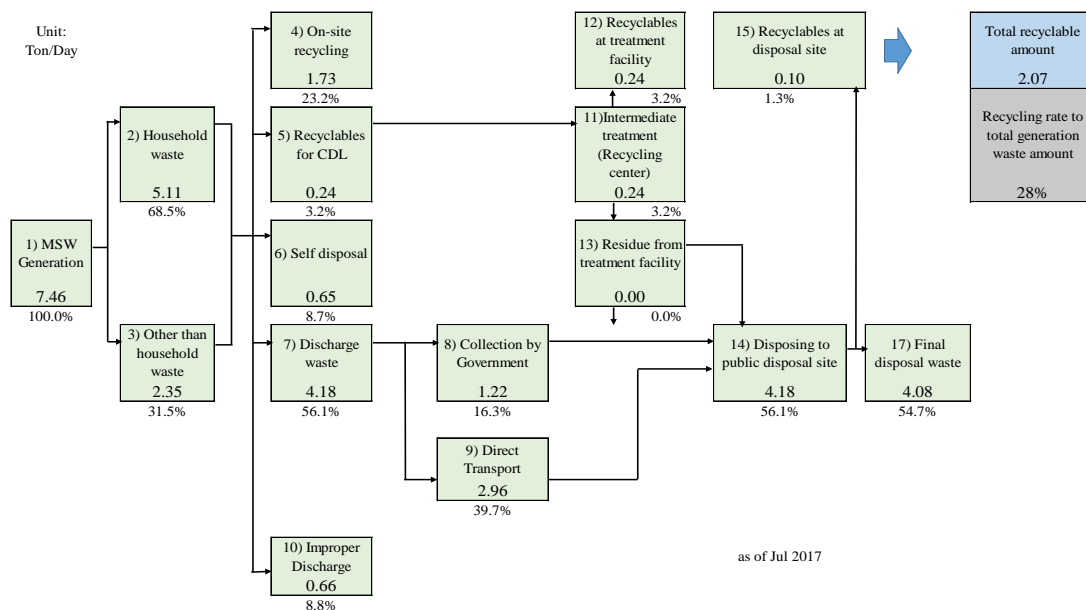 Unit:
Ton/Day
1) MSW
Generation
7.46
100.0%
2) Household
waste
5.11
68.5%
3) Other than
household
waste
2.35
31.5%
4) On-site
recycling
1.73
23.2%
5) Recyclables
for CDL
0.24
3.2%
6) Self disposal
0.65
8.7%
7) Discharge
waste
4.18
56.1%
8) Collection by
Government
1.22
16.3%
9) Direct
Transport
2.96
39.7%
10) Improper
Discharge
0.66
8.8%
12) Recyclables
at treatment
facility
0.24
3.2%
11)Intermediate
treatment
(Recycling
center)
0.24
3.2%
13) Residue from
treatment facility
0.00
0.0%
14) Disposing to
public disposal site
4.18
56.1%
15) Recyclables at
disposal site
0.10
1.3%
17) Final
disposal waste
4.08
54.7%
Total recyclable
amount
2.07
Recycling rate to
total generation
waste amount
28%
as of Jul 2017